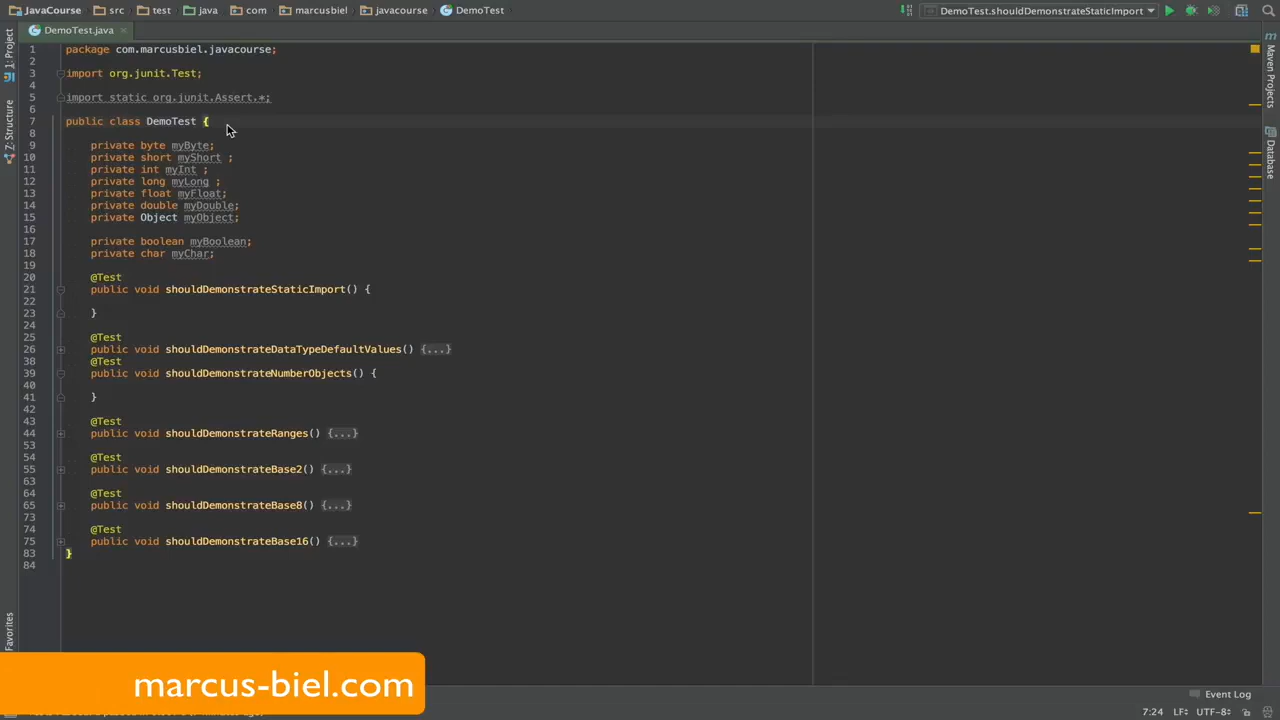 JavaCourse src test java com marcusbiel javacourse DemoTest DemoTest.shouldDemonstrateStaticImport
DemoTest.java
1: Project
7: Structure
Favorites
Maven Projects
Database
1 package com.marcusbiel.javacourse;
2
3 import org.junit.Test;
4
5 import static org.junit.Assert.*;
6
7 public class DemoTest {
8
9 private byte myByte;
10 private short myShort ;
11 private int myInt ;
12 private long myLong ;
13 private float myFloat;
14 private double myDouble;
15 private Object myObject;
16
17 private boolean myBoolean;
18 private char myChar;
19
20 @Test
21 public void shouldDemonstrateStaticImport() {
22
23 }
24
25 @Test
26 public void shouldDemonstrateDataTypeDefaultValues() {...}
38 @Test
39 public void shouldDemonstrateNumberObjects() {
40
41 }
42
43 @Test
44 public void shouldDemonstrateRanges() {...}
53
54 @Test
55 public void shouldDemonstrateBase2() {...}
63
64 @Test
65 public void shouldDemonstrateBase8() {...}
73
74 @Test
75 public void shouldDemonstrateBase16() {...}
83 }
84
marcus-biel.com
Event Log
7:24 LF÷ UTF-8÷